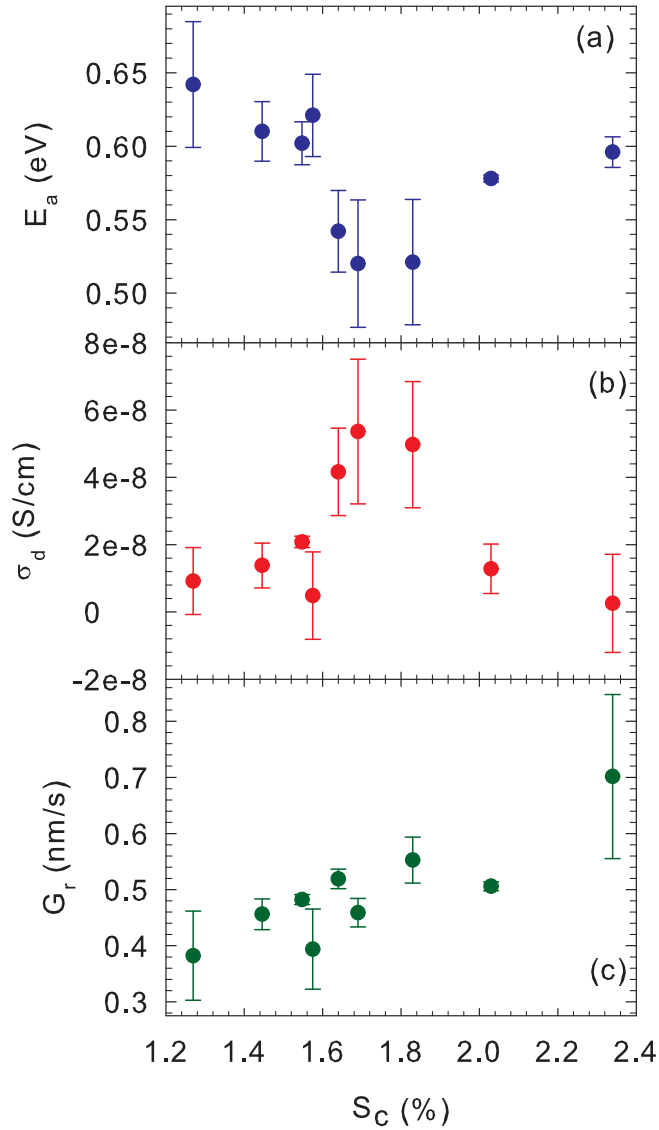 (a)
0.65
0.60
0.55
0.50
E_a (eV)
8e-8
(b)
6e-8
4e-8
2e-8
0
-2e-8
σ_d (S/cm)
0.8
0.7
0.6
0.5
0.4
0.3
G_r (nm/s)
(c)
1.2 1.4 1.6 1.8 2.0 2.2 2.4
S_C (%)